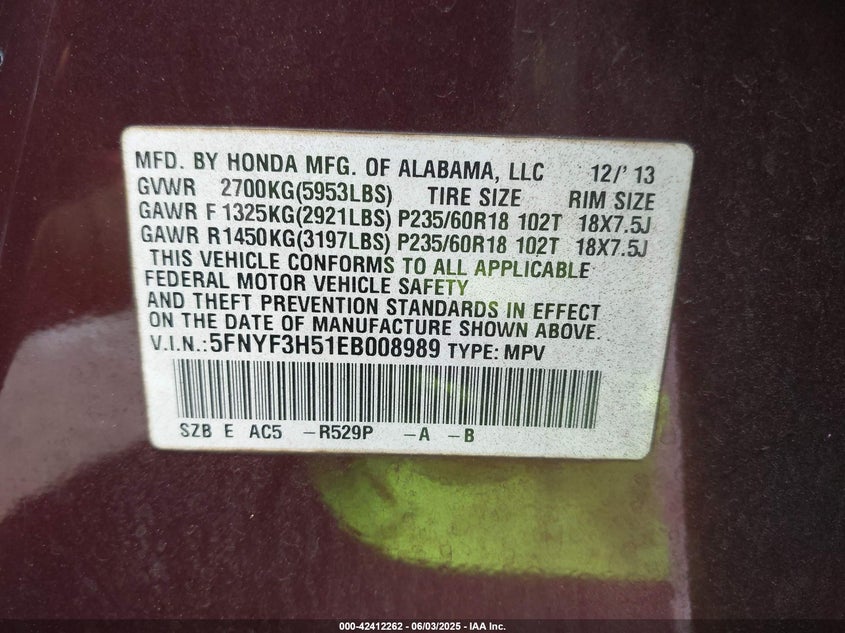 MFD. BY HONDA MFG. OF ALABAMA, LLC 12/'13
GVWR 2700KG(5953LBS) TIRE SIZE RIM SIZE
GAWR F 1325KG(2921LBS) P235/60R18 102T 18X7.5J
GAWR R1450KG(3197LBS) P235/60R18 102T 18X7.5J
THIS VEHICLE CONFORMS TO ALL APPLICABLE
FEDERAL MOTOR VEHICLE SAFETY
AND THEFT PREVENTION STANDARDS IN EFFECT
ON THE DATE OF MANUFACTURE SHOWN ABOVE.
V.I.N.:5FNYF3H51EB008989 TYPE: MPV
SZB E AC5 -R529P -A -B
000-42412262 - 06/03/2025 - IAA Inc.